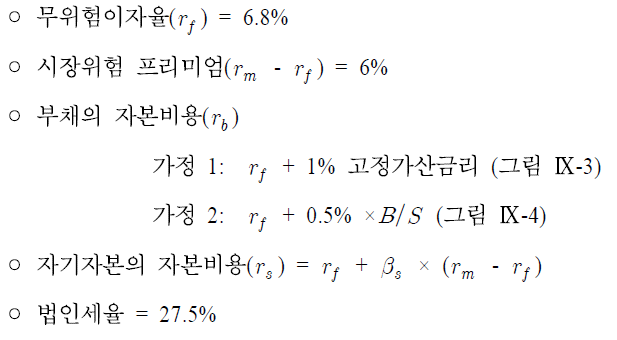 ○ 무위험이자율(r_f) = 6.8%
○ 시장위험 프리미엄(r_m - r_f) = 6%
○ 부채의 자본비용(r_b)
가정 1: r_f + 1% 고정가산금리 (그림 Ⅸ-3)
가정 2: r_f + 0.5% ×B/S (그림 Ⅸ-4)
○ 자기자본의 자본비용(r_s) = r_f + β_s × (r_m - r_f)
○ 법인세율 = 27.5%